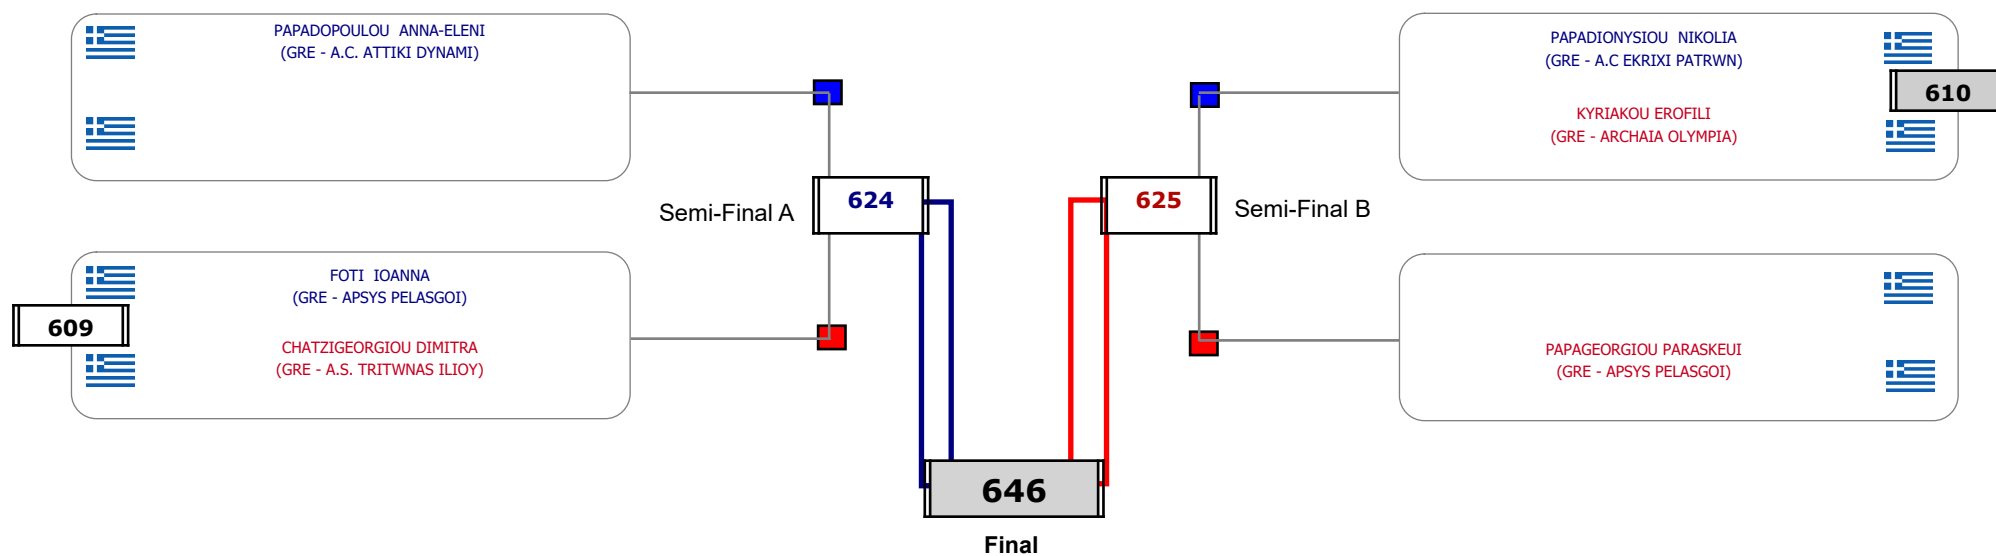 PAPADOPOULOU ANNA-ELENI
(GRE - A.C. ATTIKI DYNAMI)
FOTI IOANNA
(GRE - APSYS PELASGOI)
609
CHATZIGEORGIOU DIMITRA
(GRE - A.S. TRITWNAS ILIOY)
Semi-Final A
624
625
Semi-Final B
PAPADIONYSIOU NIKOLIA
(GRE - A.C EKRIXI PATRWN)
610
KYRIAKOU EROFILI
(GRE - ARCHAIA OLYMPIA)
PAPAGEORGIOU PARASKEUI
(GRE - APSYS PELASGOI)
646
Final